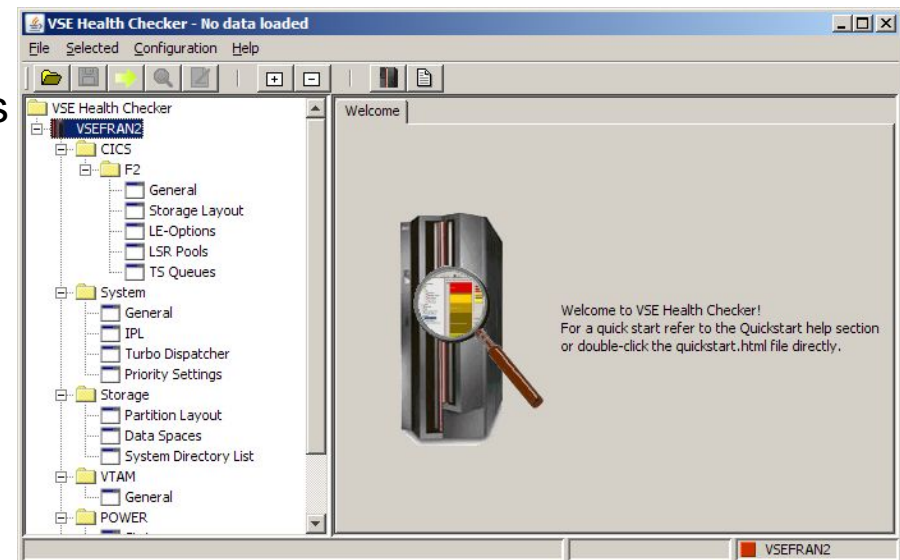 VSE Health Checker - No data loaded
File Selected Configuration Help
s
VSE Health Checker
VSEFRAN2
CICS
F2
General
Storage Layout
LE-Options
LSR Pools
TS Queues
System
General
IPL
Turbo Dispatcher
Priority Settings
Storage
Partition Layout
Data Spaces
System Directory List
VTAM
General
POWER
Welcome
Welcome to VSE Health Checker!
For a quick start refer to the Quickstart help section
or double-click the quickstart.html file directly.
VSEFRAN2